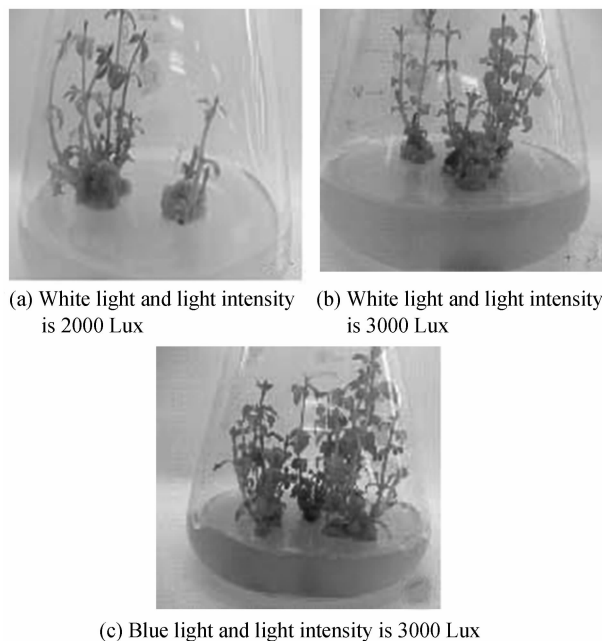 (a) White light and light intensity
is 2000 Lux
(b) White light and light intensity
is 3000 Lux
(c) Blue light and light intensity is 3000 Lux